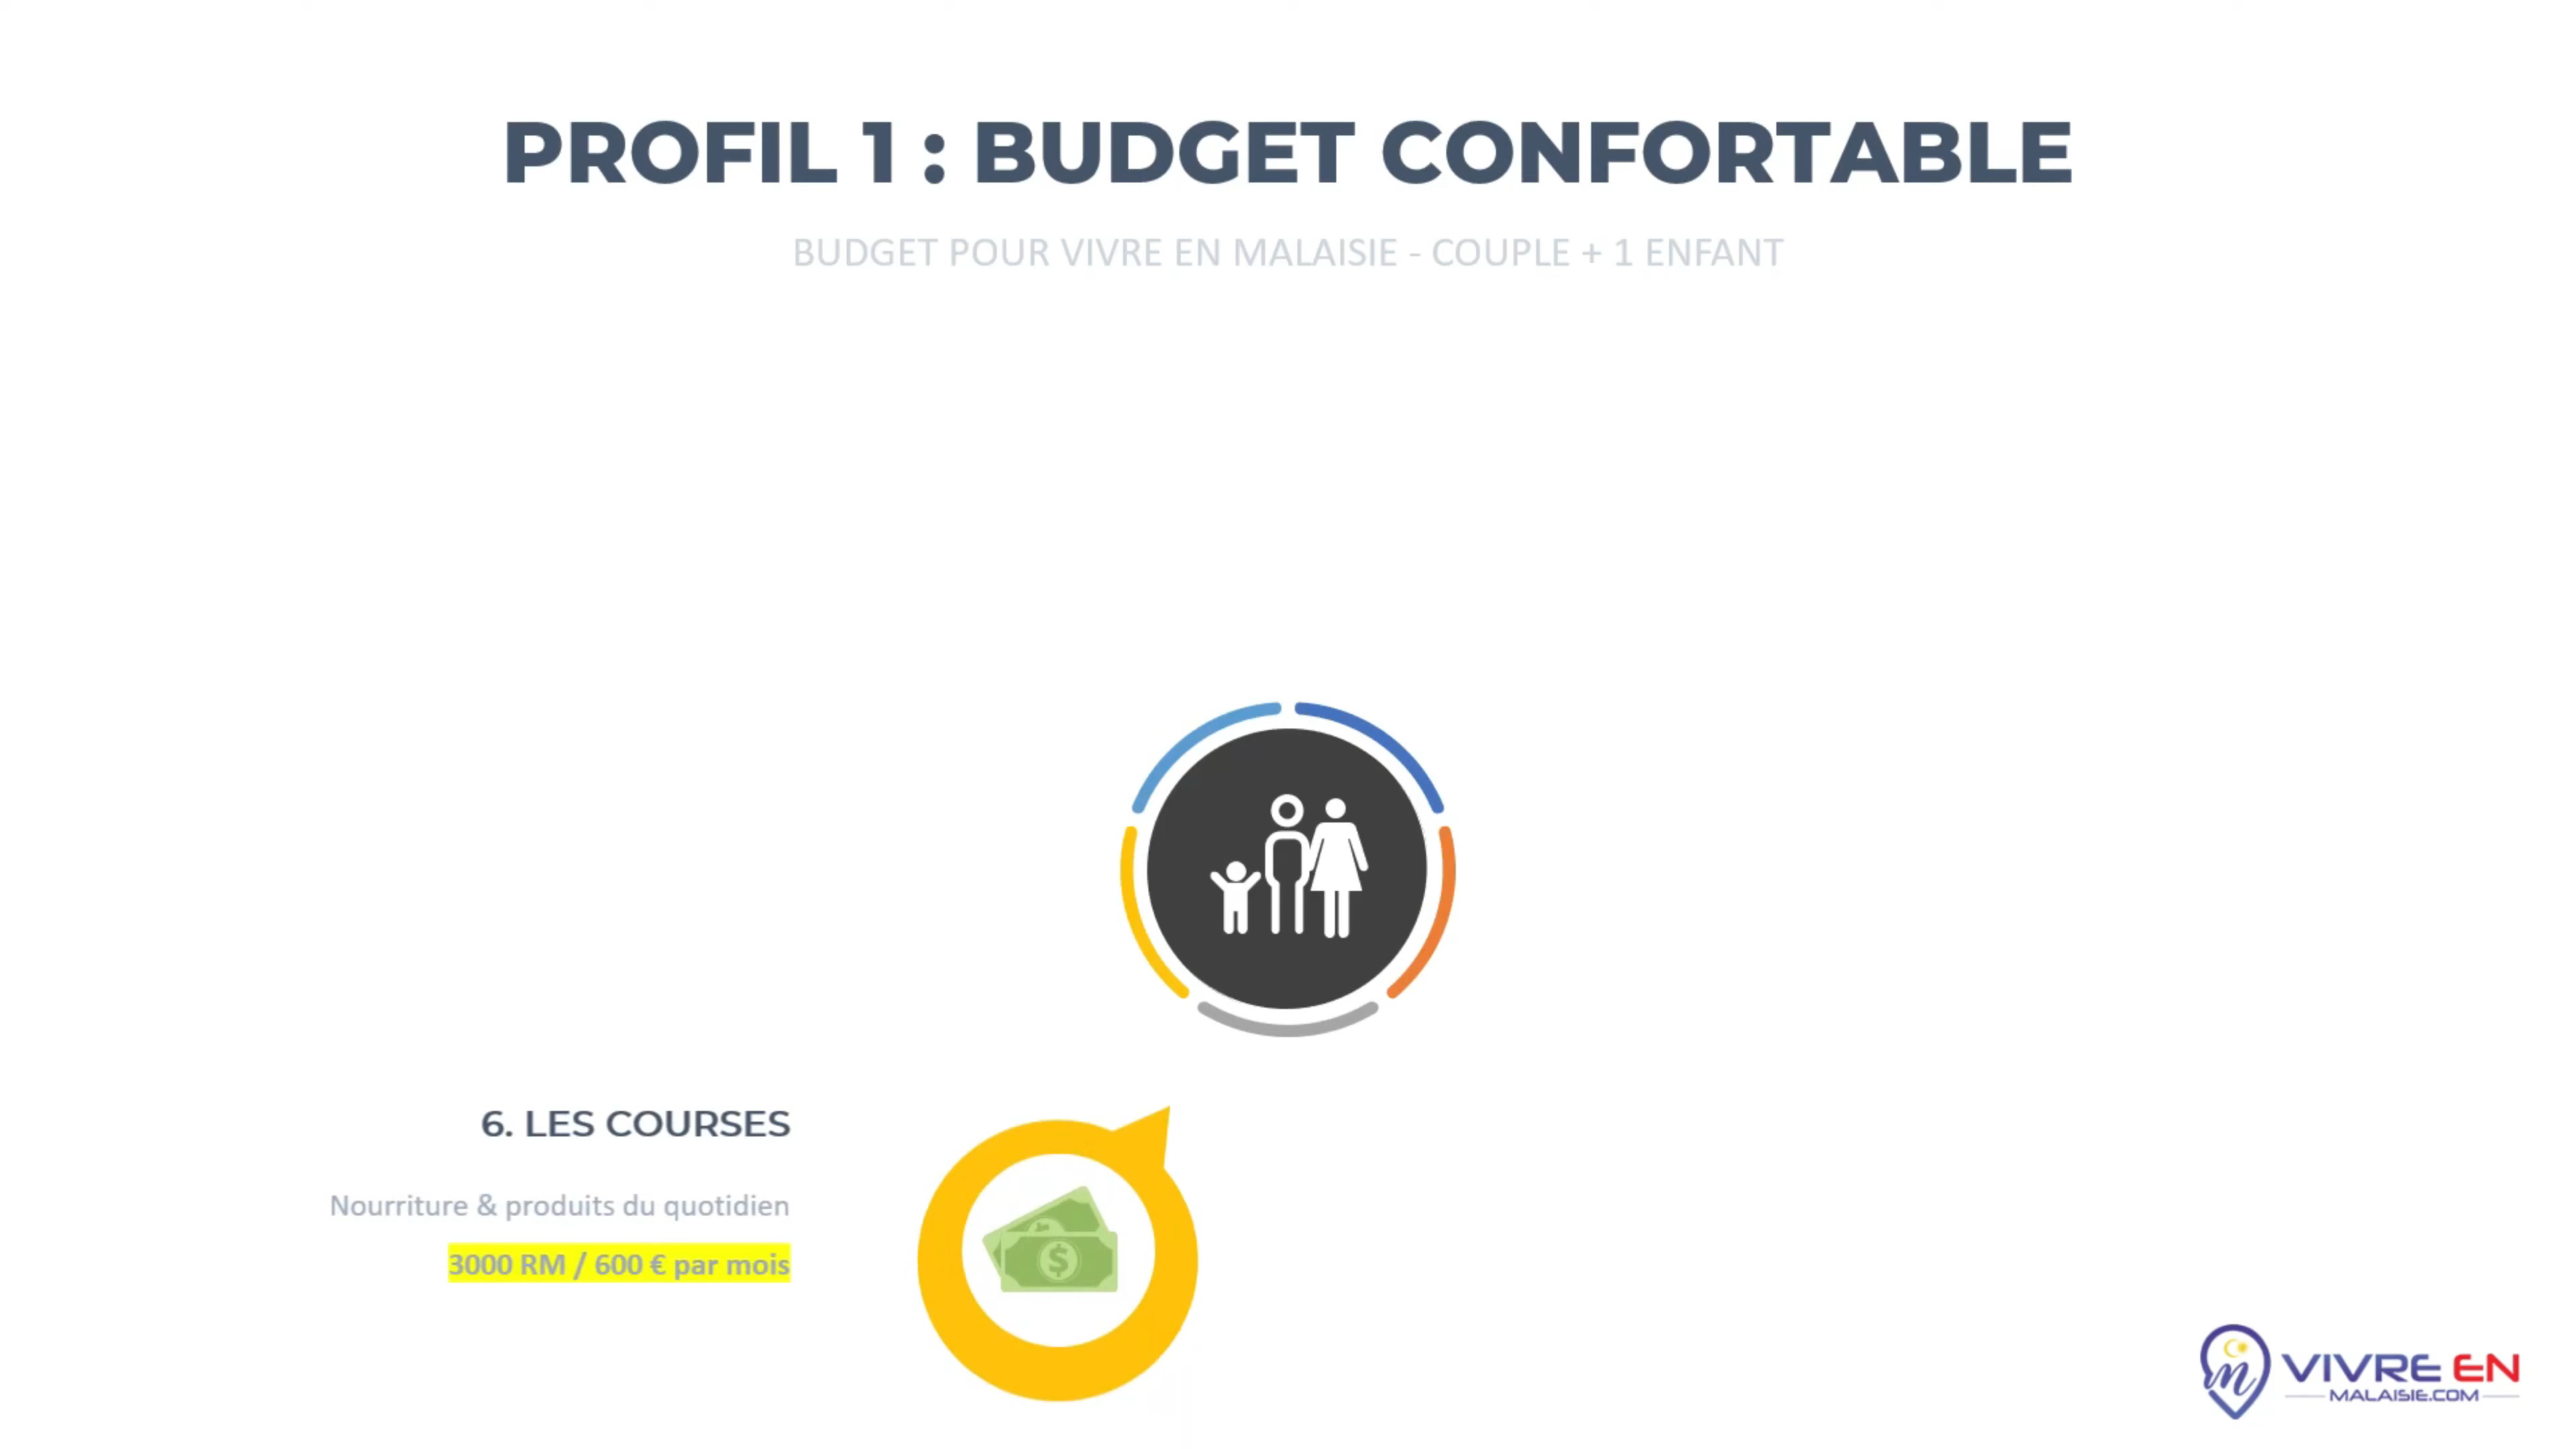 PROFIL 1 : BUDGET CONFORTABLE
BUDGET POUR VIVRE EN MALAISIE - COUPLE + 1 ENFANT
6. LES COURSES
Nourriture & produits du quotidien
3000 RM / 600 € par mois
$
m
VIVRE EN
MALAISIE.COM